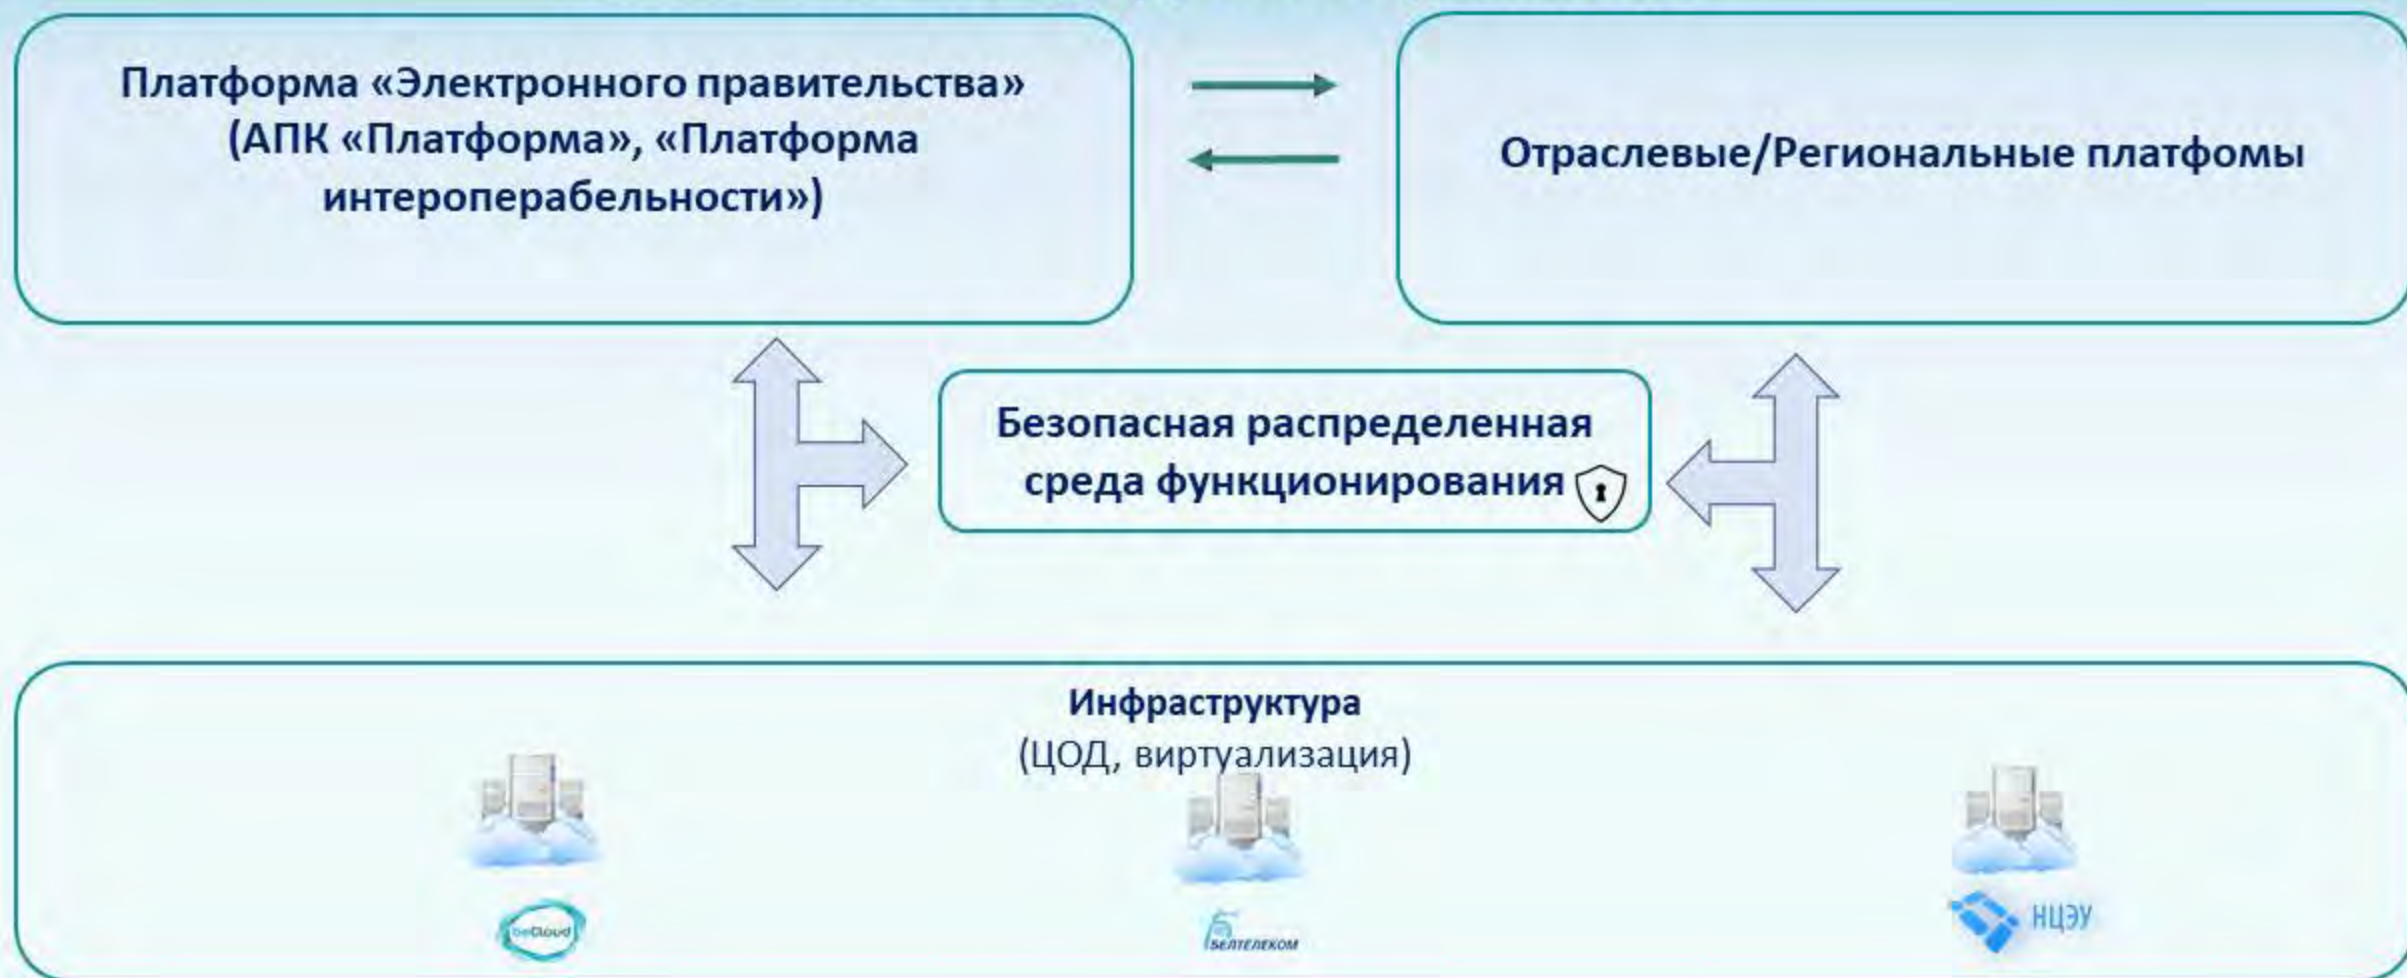 Платформа «Электронного правительства»
(АПК «Платформа», «Платформа
интероперабельности»)
Отраслевые/Региональные платфомы
Безопасная распределенная
среда функционирования
Инфраструктура
(ЦОД, виртуализация)
beCloud
БЕЛТЕЛЕКОМ
НЦЭУ